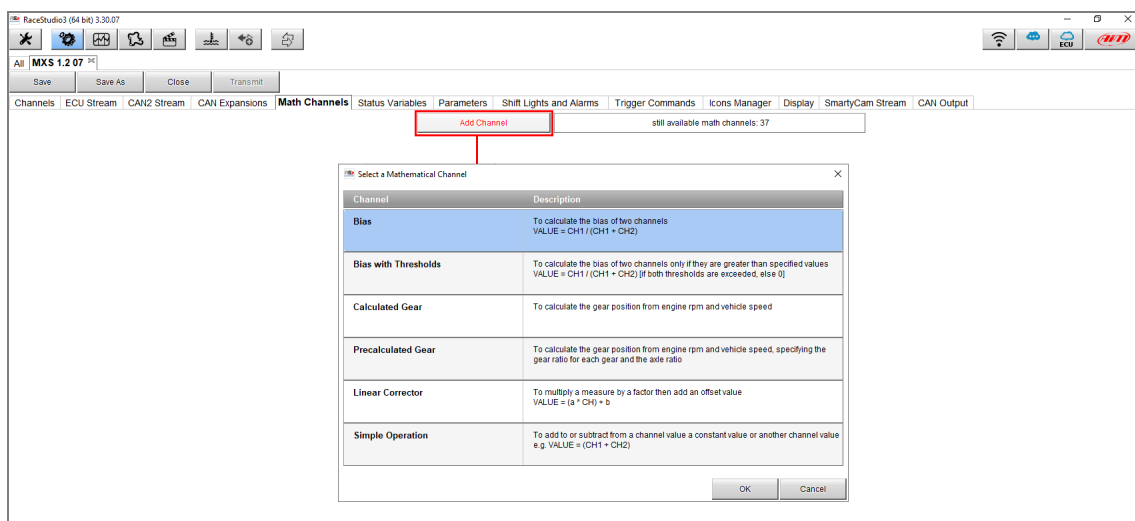 RaceStudio3 (64 bit) 3.30.07
ECU
AIM
All MXS 1.2 07
Save Save As Close Transmit
Channels ECU Stream CAN2 Stream CAN Expansions Math Channels Status Variables Parameters Shift Lights and Alarms Trigger Commands Icons Manager Display SmartyCam Stream CAN Output
Add Channel still available math channels: 37
Select a Mathematical Channel
Channel Description
Bias To calculate the bias of two channels
VALUE = CH1 / (CH1 + CH2)
Bias with Thresholds To calculate the bias of two channels only if they are greater than specified values
VALUE = CH1 / (CH1 + CH2) [if both thresholds are exceeded, else 0]
Calculated Gear To calculate the gear position from engine rpm and vehicle speed
Precalculated Gear To calculate the gear position from engine rpm and vehicle speed, specifying the
gear ratio for each gear and the axle ratio
Linear Corrector To multiply a measure by a factor then add an offset value
VALUE = (a * CH) + b
Simple Operation To add to or subtract from a channel value a constant value or another channel value
e.g. VALUE = (CH1 + CH2)
OK Cancel